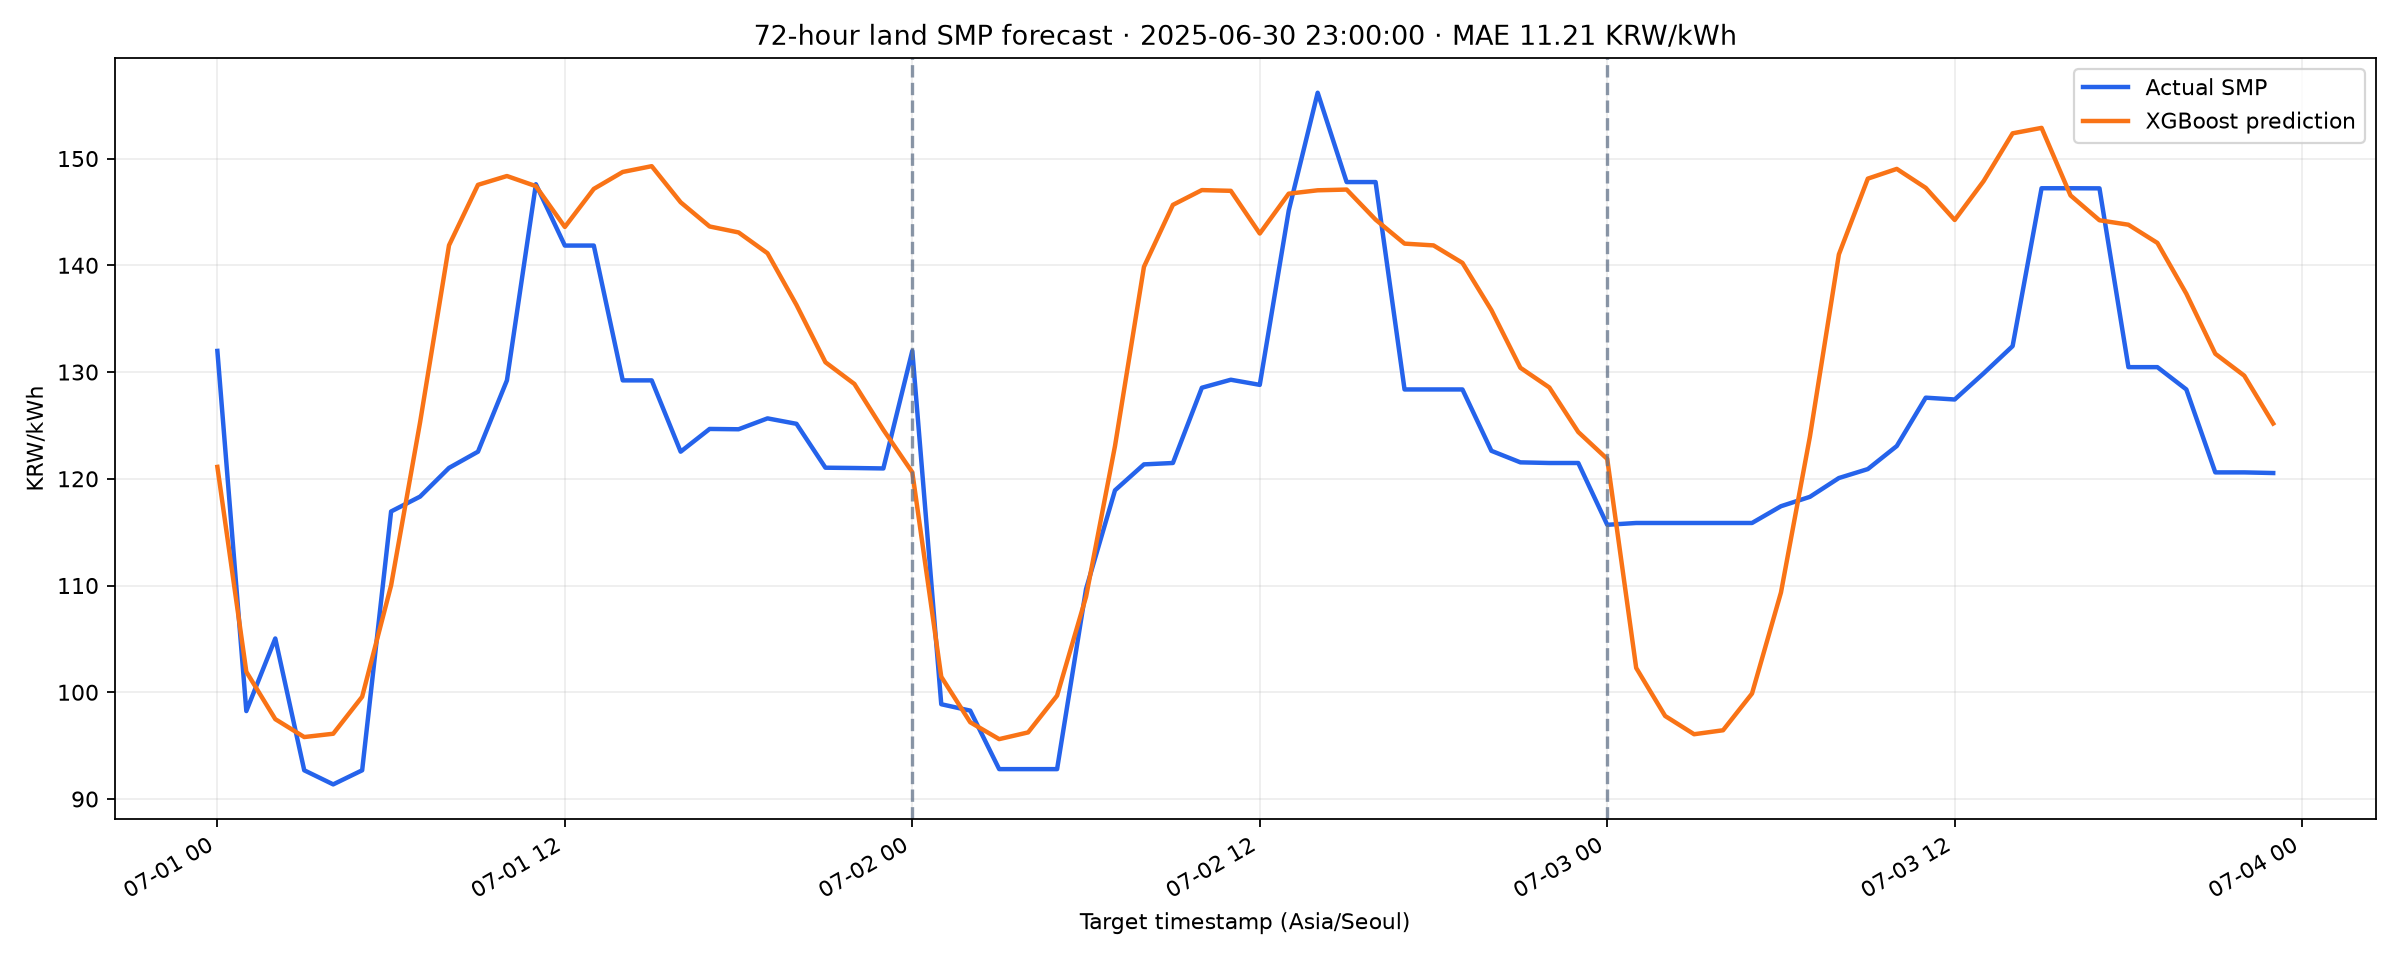 72-hour land SMP forecast · 2025-06-30 23:00:00 · MAE 11.21 KRW/kWh
Actual SMP
XGBoost prediction
KRW/kWh
150
140
130
120
110
100
90
07-01 00
07-01 12
07-02 00
07-02 12
07-03 00
07-03 12
07-04 00
Target timestamp (Asia/Seoul)